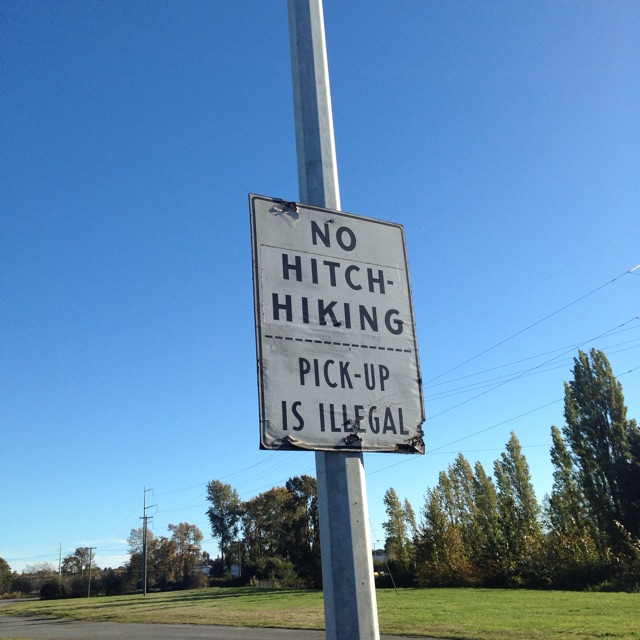 NO
HITCH-
HIKING
PICK-UP
IS ILLEGAL